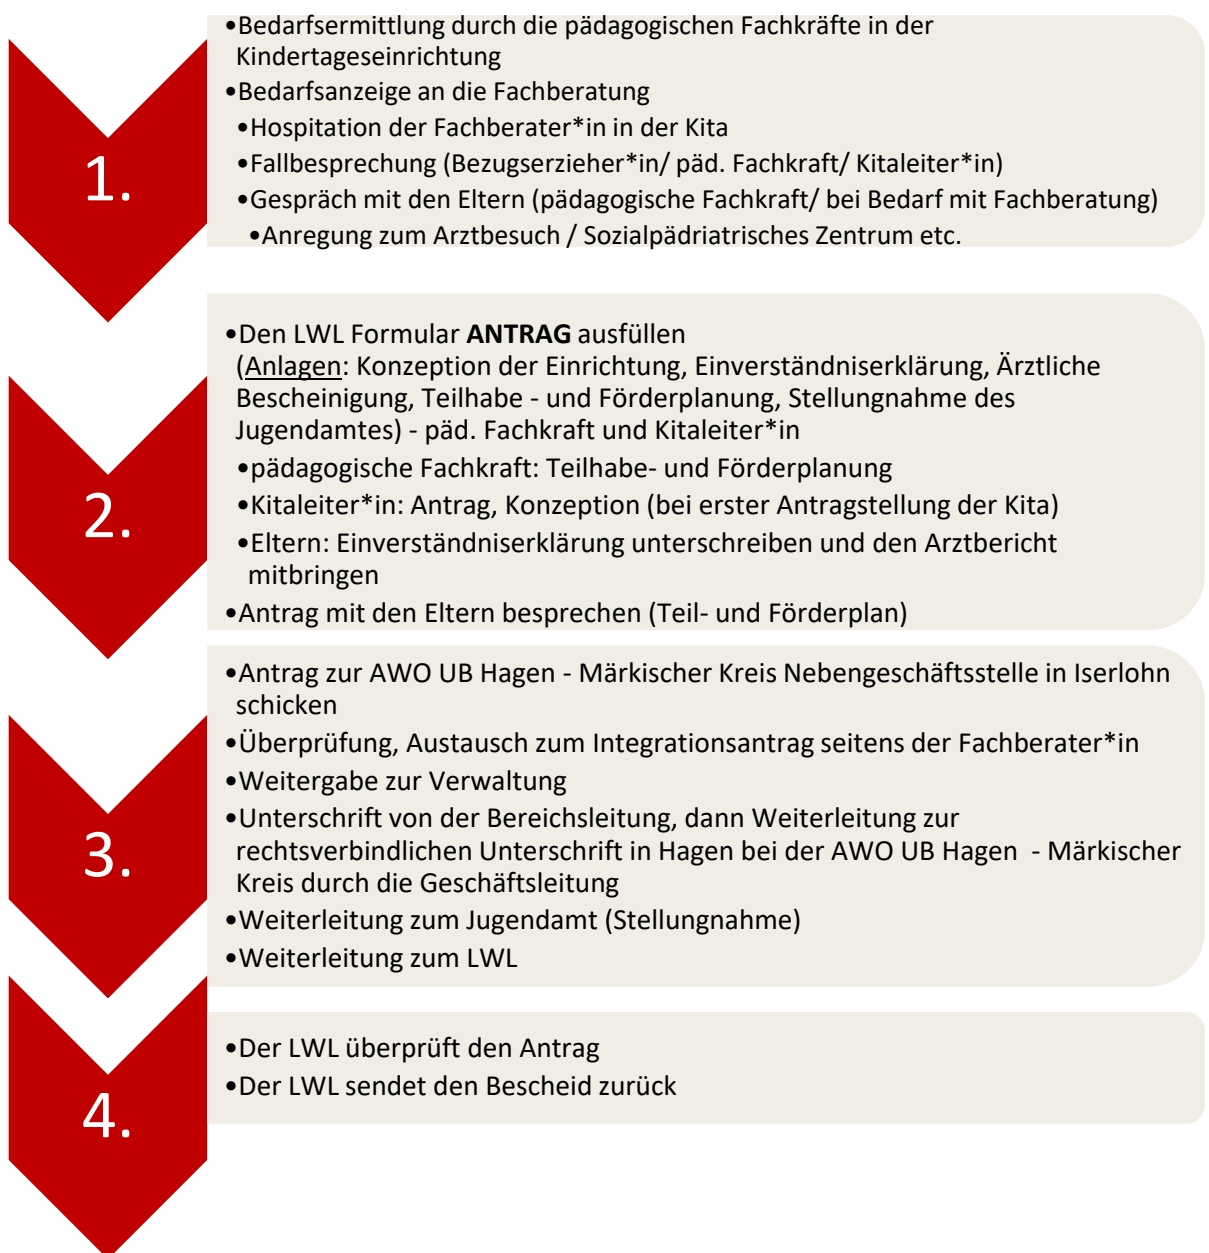 1.
•Bedarfsermittlung durch die pädagogischen Fachkräfte in der
Kindertageseinrichtung
•Bedarfsanzeige an die Fachberatung
•Hospitation der Fachberater*in in der Kita
•Fallbesprechung (Bezugserzieher*in/ päd. Fachkraft/ Kitaleiter*in)
•Gespräch mit den Eltern (pädagogische Fachkraft/ bei Bedarf mit Fachberatung)
•Anregung zum Arztbesuch / Sozialpädriatrisches Zentrum etc.
2.
•Den LWL Formular ANTRAG ausfüllen
(Anlagen: Konzeption der Einrichtung, Einverständniserklärung, Ärztliche
Bescheinigung, Teilhabe - und Förderplanung, Stellungnahme des
Jugendamtes) - päd. Fachkraft und Kitaleiter*in
•pädagogische Fachkraft: Teilhabe- und Förderplanung
•Kitaleiter*in: Antrag, Konzeption (bei erster Antragstellung der Kita)
•Eltern: Einverständniserklärung unterschreiben und den Arztbericht
mitbringen
•Antrag mit den Eltern besprechen (Teil- und Förderplan)
3.
•Antrag zur AWO UB Hagen - Märkischer Kreis Nebengeschäftsstelle in Iserlohn
schicken
•Überprüfung, Austausch zum Integrationsantrag seitens der Fachberater*in
•Weitergabe zur Verwaltung
•Unterschrift von der Bereichsleitung, dann Weiterleitung zur
rechtsverbindlichen Unterschrift in Hagen bei der AWO UB Hagen - Märkischer
Kreis durch die Geschäftsleitung
•Weiterleitung zum Jugendamt (Stellungnahme)
•Weiterleitung zum LWL
4.
•Der LWL überprüft den Antrag
•Der LWL sendet den Bescheid zurück